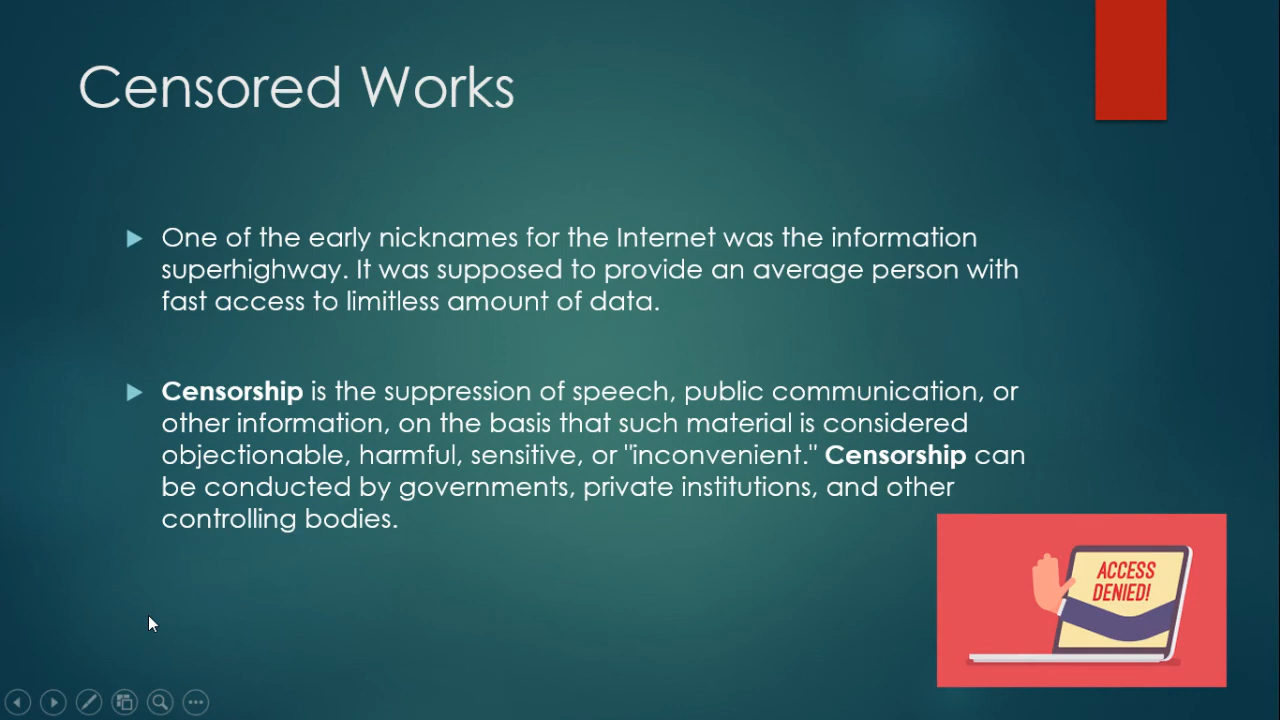 Censored Works
One of the early nicknames for the Internet was the information
superhighway. It was supposed to provide an average person with
fast access to limitless amount of data.
Censorship is the suppression of speech, public communication, or
other information, on the basis that such material is considered
objectionable, harmful, sensitive, or "inconvenient." Censorship can
be conducted by governments, private institutions, and other
controlling bodies.
ACCESS
DENIED!